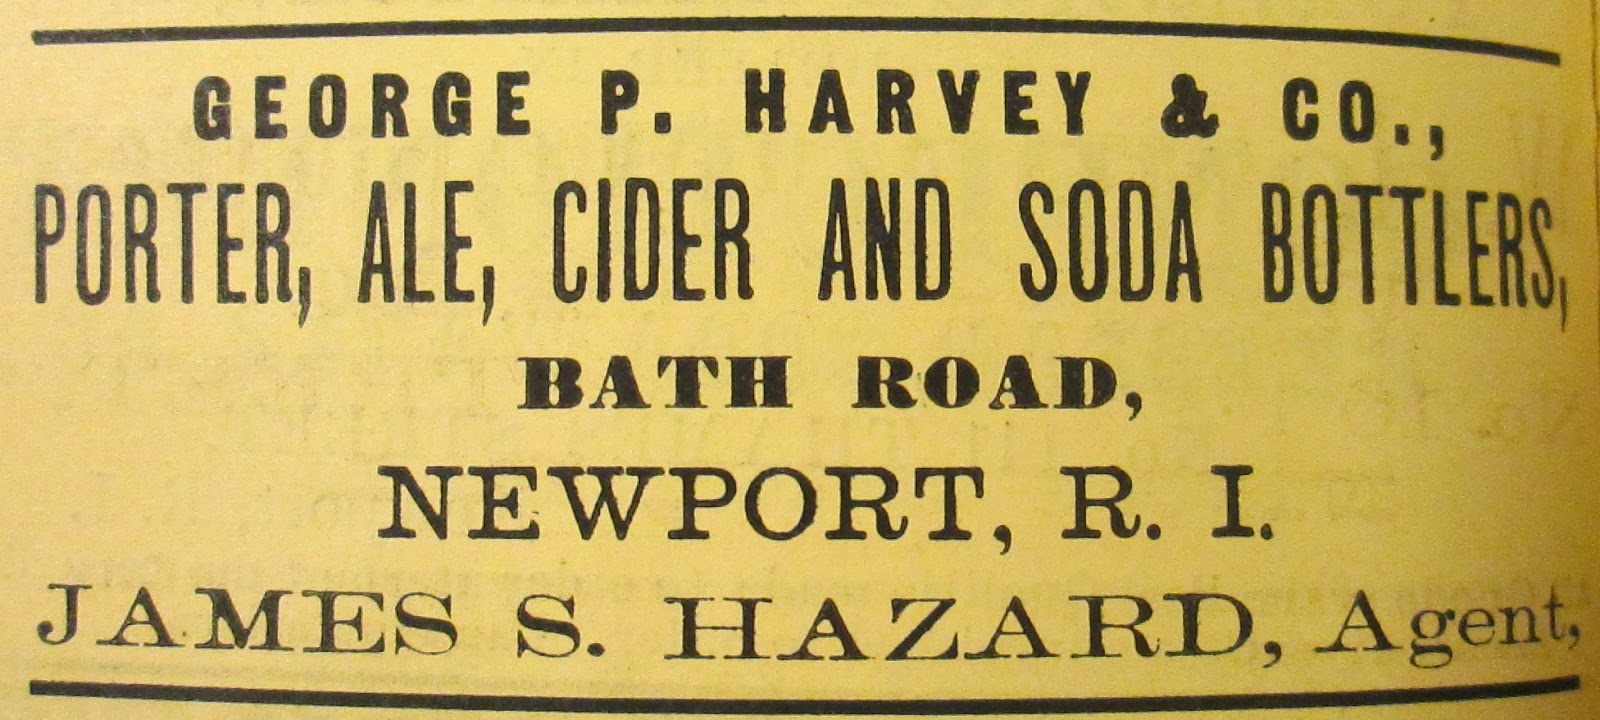 GEORGE P. HARVEY & CO.,
PORTER, ALE, CIDER AND SODA BOTTLERS,
BATH ROAD,
NEWPORT, R. I.
JAMES S. HAZARD, Agent,